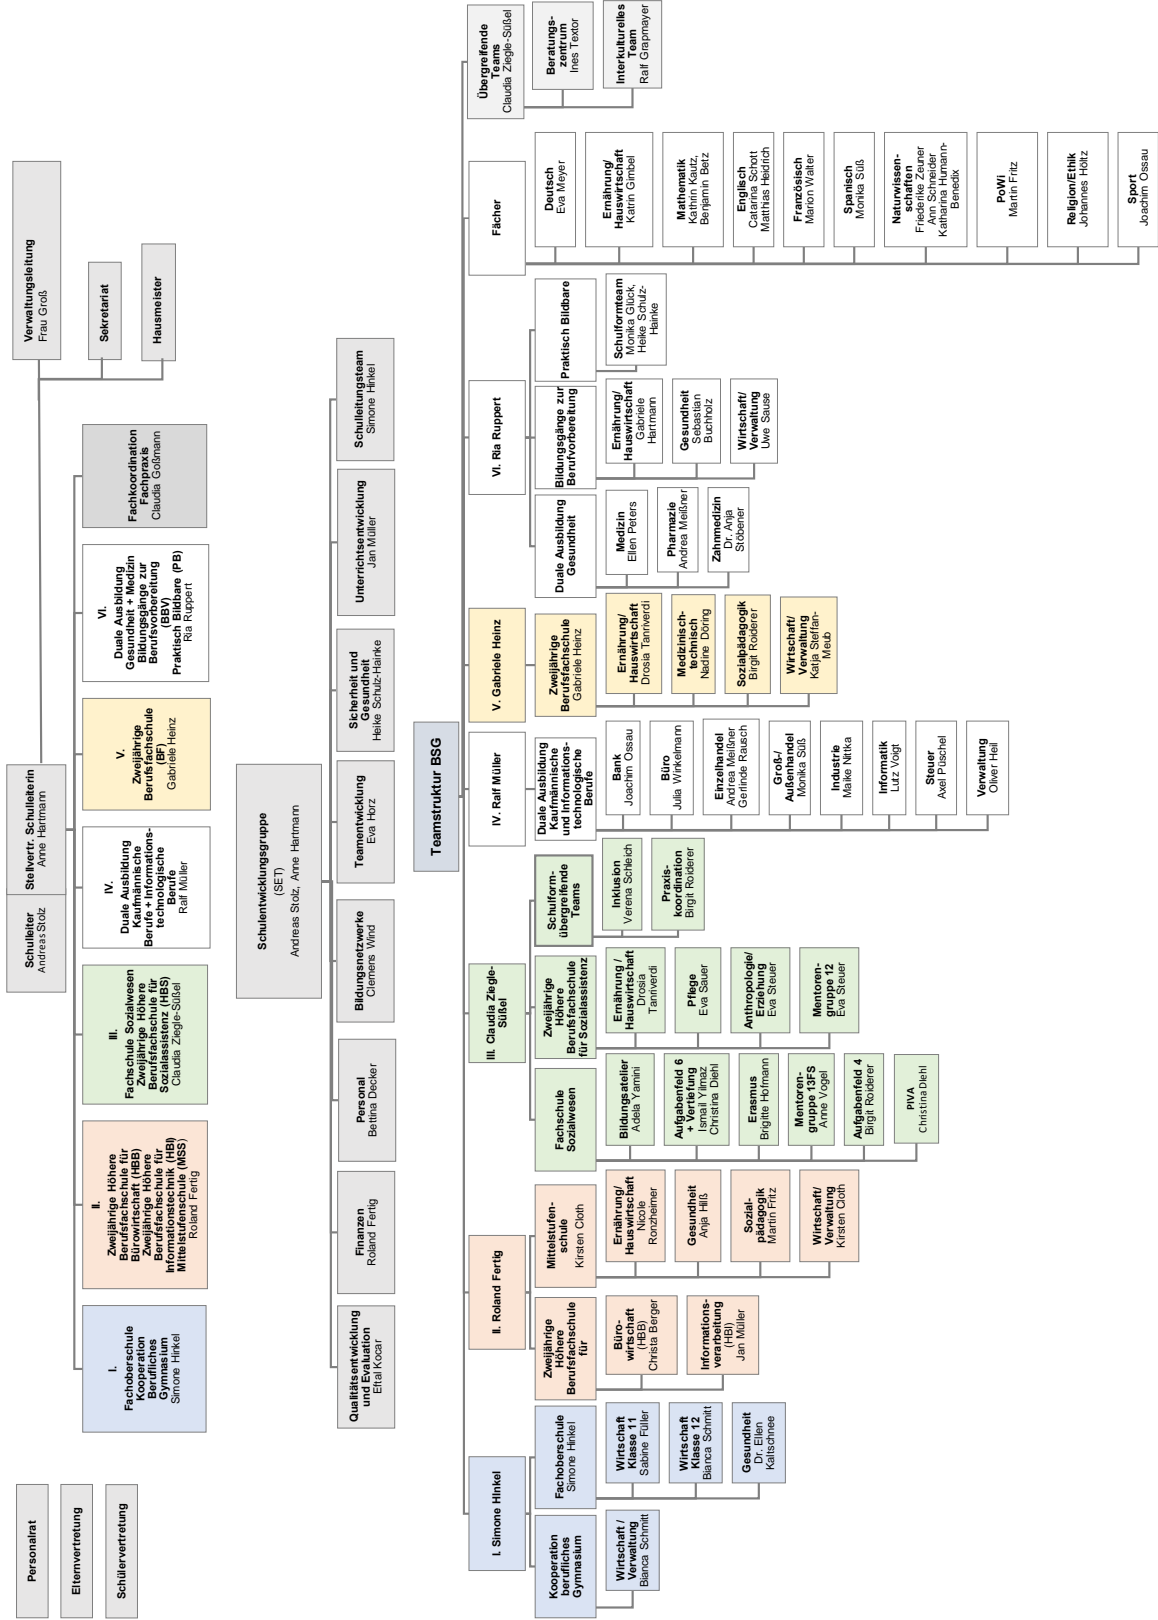 Personalrat
Elternvertretung
Schülervertretung
Schulleiter
Andreas Stolz
Stellvertr. Schulleiterin
Anne Hartmann
Verwaltungsleitung
Frau Groß
Sekretariat
Hausmeister
I.
Fachoberschule
Kooperation
Berufliches
Gymnasium
Simone Hinkel
II.
Zweijährige Höhere
Berufsfachschule für
Bürowirtschaft (HBB)
Zweijährige Höhere
Berufsfachschule für
Informationstechnik (HBI)
Mittelstufenschule (MSS)
Roland Fertig
III.
Fachschule Sozialwesen
Zweijährige Höhere
Berufsfachschule für
Sozialassistenz (HBS)
Claudia Ziegle-Süßel
IV.
Duale Ausbildung
Kaufmännische
Berufe + Informations-
technologische
Berufe
Ralf Müller
V.
Zweijährige
Berufsfachschule
(BF)
Gabriele Heinz
VI.
Duale Ausbildung
Gesundheit + Medizin
Bildungsgänge zur
Berufsvorbereitung
(BBV)
Praktisch Bildbare (PB)
Ria Ruppert
Fachkoordination
Fachpraxis
Claudia Goßmann
Schulentwicklungsgruppe
(SET)
Andreas Stolz, Anne Hartmann
Qualitätsentwicklung
und Evaluation
Eftal Kocar
Finanzen
Roland Fertig
Personal
Bettina Decker
Bildungsnetzwerke
Clemens Wind
Teamentwicklung
Eva Horz
Sicherheit und
Gesundheit
Heike Schulz-Hainke
Unterrichtsentwicklung
Jan Müller
Schulleitungsteam
Simone Hinkel
Teamstruktur BSG
I. Simone HInkel
Kooperation
berufliches
Gymnasium
Wirtschaft /
Verwaltung
Bianca Schmitt
Fachoberschule
Simone Hinkel
Wirtschaft
Klasse 11
Sabine Füller
Wirtschaft
Klasse 12
Bianca Schmitt
Gesundheit
Dr. Ellen
Kaltschnee
II. Roland Fertig
Zweijährige
Höhere
Berufsfachschule
für
Büro-
wirtschaft
(HBB)
Christa Berger
Informations-
verarbeitung
(HBI)
Jan Müller
Mittelstufen-
schule
Kirsten Cloth
Ernährung/
Hauswirtschaft
Nicole
Ronzheimer
Gesundheit
Anja Hilß
Sozial-
pädagogik
Martin Fritz
Wirtschaft/
Verwaltung
Kirsten Cloth
III. Claudia Ziegle-
Süßel
Fachschule
Sozialwesen
Bildungsatelier
Adela Yamini
Aufgabenfeld 6
+ Vertiefung
Ismail Yilmaz
Christina Diehl
Erasmus
Brigitte Hofmann
Mentoren-
gruppe 13FS
Anne Vogel
Aufgabenfeld 4
Birgit Roiderer
PIVA
Christina Diehl
Zweijährige
Höhere
Berufsfachschule
für Sozialassistenz
Ernährung /
Hauswirtschaft
Drosia
Tanriverdi
Pflege
Eva Sauer
Anthropologie/
Erziehung
Eva Steuer
Mentoren-
gruppe 12
Eva Steuer
Schulform-
übergreifende
Teams
Inklusion
Verena Schleich
Praxis-
koordination
Birgit Roiderer
IV. Ralf Müller
Duale Ausbildung
Kaufmännische
und Informations-
technologische
Berufe
Bank
Joachim Ossau
Büro
Julia Winkelmann
Einzelhandel
Andrea Meißner
Gerlinde Rausch
Groß-/
Außenhandel
Monika Süß
Industrie
Maike Nittka
Informatik
Lutz Voigt
Steuer
Axel Püschel
Verwaltung
Oliver Heil
V. Gabriele Heinz
Zweijährige
Berufsfachschule
Gabriele Heinz
Ernährung/
Hauswirtschaft
Drosia Tanriverdi
Medizinisch-
technisch
Nadine Döring
Sozialpädagogik
Birgit Roiderer
Wirtschaft/
Verwaltung
Katja Steffan-
Meub
VI. Ria Ruppert
Duale Ausbildung
Gesundheit
Medizin
Ellen Peters
Pharmazie
Andrea Meißner
Zahnmedizin
Dr. Anja
Stöbener
Bildungsgänge zur
Berufvorbereitung
Ernährung/
Hauswirtschaft
Gabriele
Hartmann
Gesundheit
Sebastian
Buchholz
Wirtschaft/
Verwaltung
Uwe Sause
Praktisch Bildbare
Schulformteam
Monika Glück,
Heike Schulz-
Hainke
Fächer
Deutsch
Eva Meyer
Ernährung/
Hauswirtschaft
Katrin Gimbel
Mathematik
Kathrin Kautz,
Benjamin Betz
Englisch
Catarina Schott
Matthias Heidrich
Französisch
Marion Walter
Spanisch
Monika Süß
Naturwissen-
schaften
Friederike Zeuner
Ann Schneider
Katharina Humann-
Benedix
PoWi
Martin Fritz
Religion/Ethik
Johannes Höltz
Sport
Joachim Ossau
Übergreifende
Teams
Claudia Ziegle-Süßel
Beratungs-
zentrum
Ines Textor
Interkulturelles
Team
Ralf Grapmayer